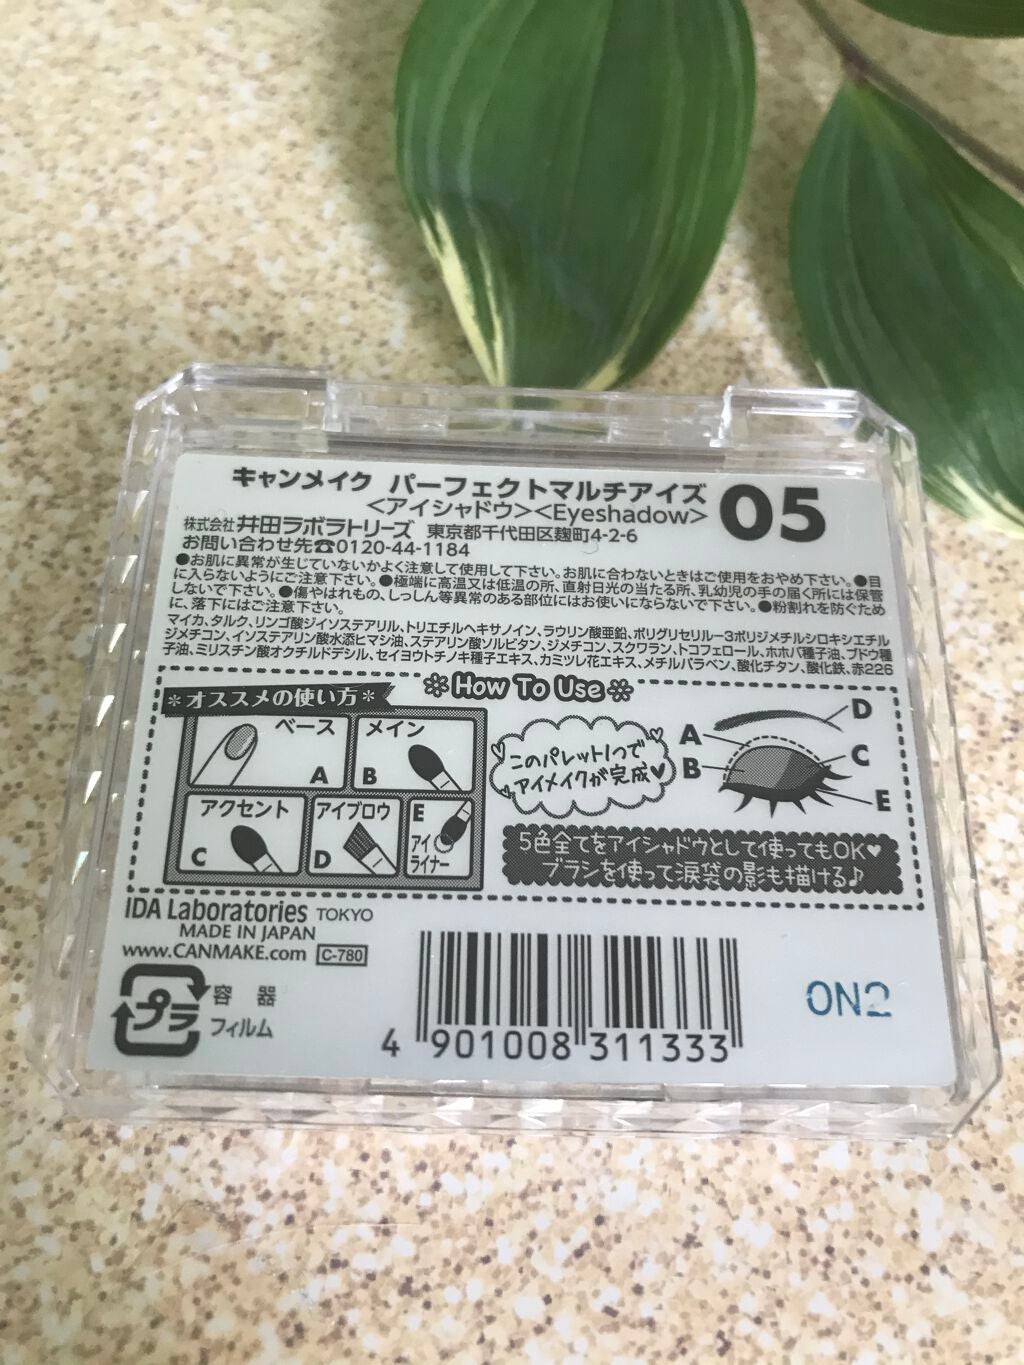 キャンメイク パーフェクトマルチアイズ
<アイシャドウ><Eyeshadow>
05
株式会社 井田ラボラトリーズ 東京都千代田区麹町4-2-6
お問い合わせ先☎0120-44-1184
●お肌に異常が生じていないかよく注意して使用して下さい。お肌に合わないときはご使用をおやめ下さい。●目
に入らないようにご注意下さい。●極端に高温又は低温の所、直射日光の当たる所、乳幼児の手の届く所には保管
しないで下さい。●傷やはれもの、しっしん等異常のある部位にはお使いにならないで下さい。●粉割れを防ぐため
に、落下にはご注意下さい。
マイカ、タルク、リンゴ酸ジイソステアリル、トリエチルヘキサノイン、ラウリン酸亜鉛、ポリグリセリル-3ポリジメチルシロキシエチル
ジメチコン、イソステアリン酸水添ヒマシ油、ステアリン酸ソルビタン、ジメチコン、スクワラン、トコフェロール、ホホバ種子油、ブドウ種
子油、ミリスチン酸オクチルドデシル、セイヨウトチノキ種子エキス、カミツレ花エキス、メチルパラベン、酸化チタン、酸化鉄、赤226
How To Use
*オススメの使い方*
ベース A
メイン B
アクセント C
アイブロウ D
E アイライナー
このパレット1つで
アイメイクが完成♥
A
B
D
C
E
5色全てをアイシャドウとして使ってもOK♥
ブラシを使って涙袋の影も描ける♪
IDA Laboratories TOKYO
MADE IN JAPAN
www.CANMAKE.com C-780
プラ
容器
フィルム
4 901008 311333
0N2